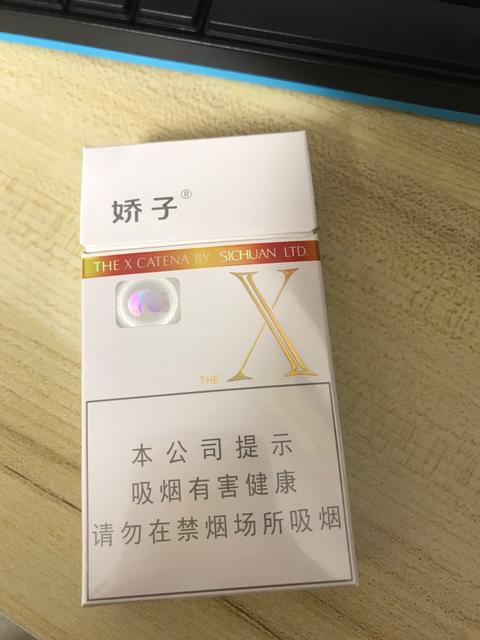 娇子®
THE X CATENA BY SICHUAN LTD.
THE X
本公司提示
吸烟有害健康
请勿在禁烟场所吸烟